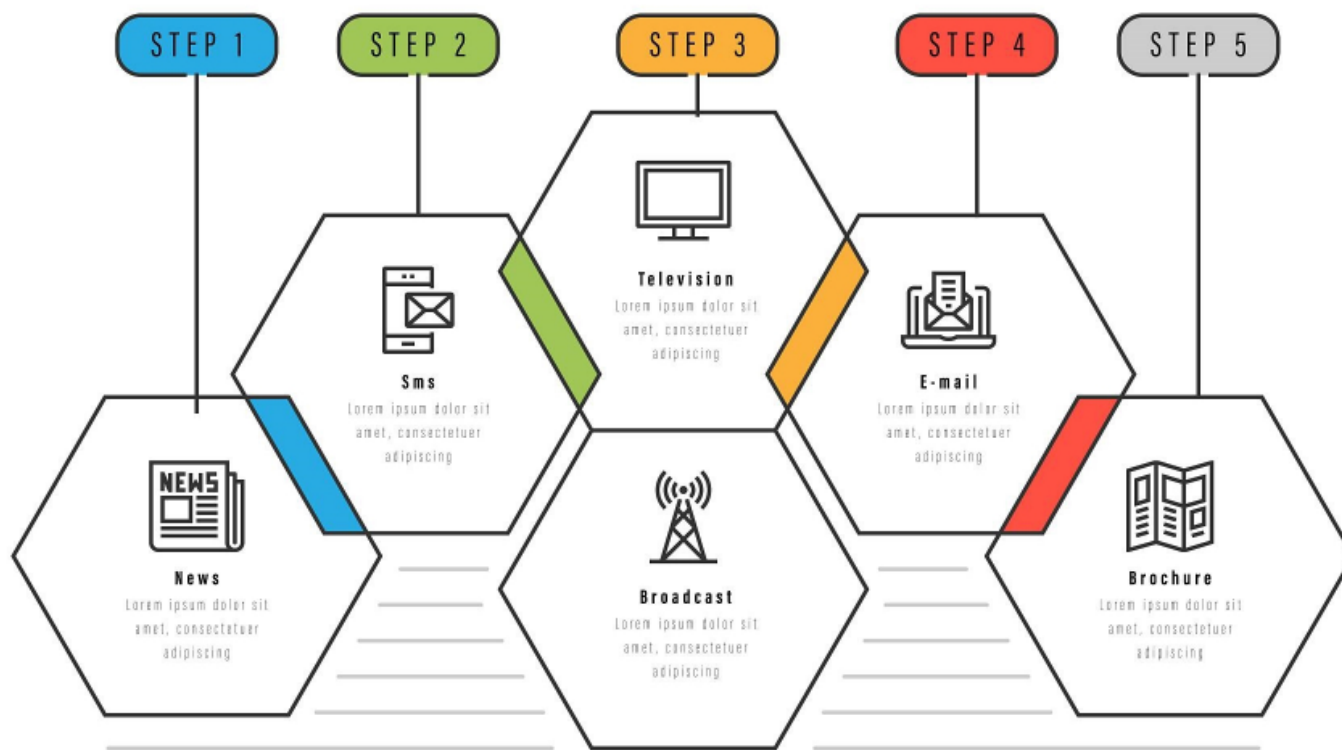 STEP 1
STEP 2
STEP 3
STEP 4
STEP 5
Television
Lorem ipsum dolor sit
amet, consectetuer
adipiscing
Sms
Lorem ipsum dolor sit
amet, consectetuer
adipiscing
E-mail
Lorem ipsum dolor sit
amet, consectetuer
adipiscing
NEWS
News
Lorem ipsum dolor sit
amet, consectetuer
adipiscing
Broadcast
Lorem ipsum dolor sit
amet, consectetuer
adipiscing
Brochure
Lorem ipsum dolor sit
amet, consectetuer
adipiscing